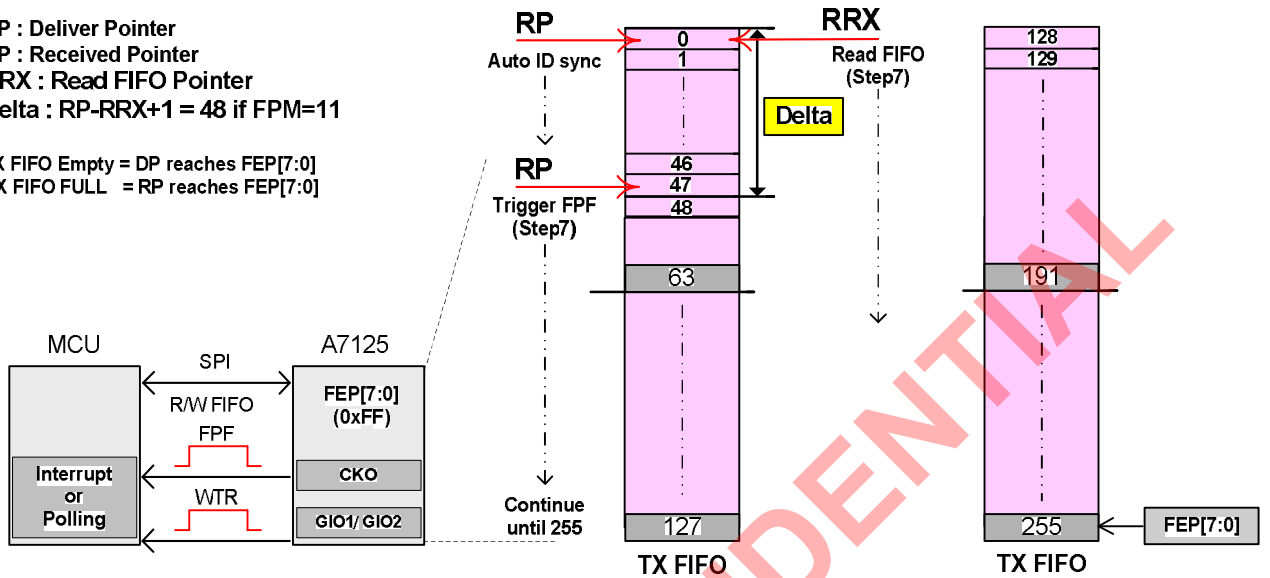 P : Deliver Pointer
P : Received Pointer
RX : Read FIFO Pointer
elta : RP-RRX+1 = 48 if FPM=11
X FIFO Empty = DP reaches FEP[7:0]
X FIFO FULL = RP reaches FEP[7:0]
RP
Auto ID sync
RP
Trigger FPF
(Step7)
Continue
until 255
0
1
46
47
48
63
127
TX FIFO
Delta
RRX
Read FIFO
(Step7)
128
129
191
255
TX FIFO
FEP[7:0]
MCU
Interrupt
or
Polling
SPI
R/W FIFO
FPF
WTR
A7125
FEP[7:0]
(0xFF)
CKO
GIO1/ GIO2